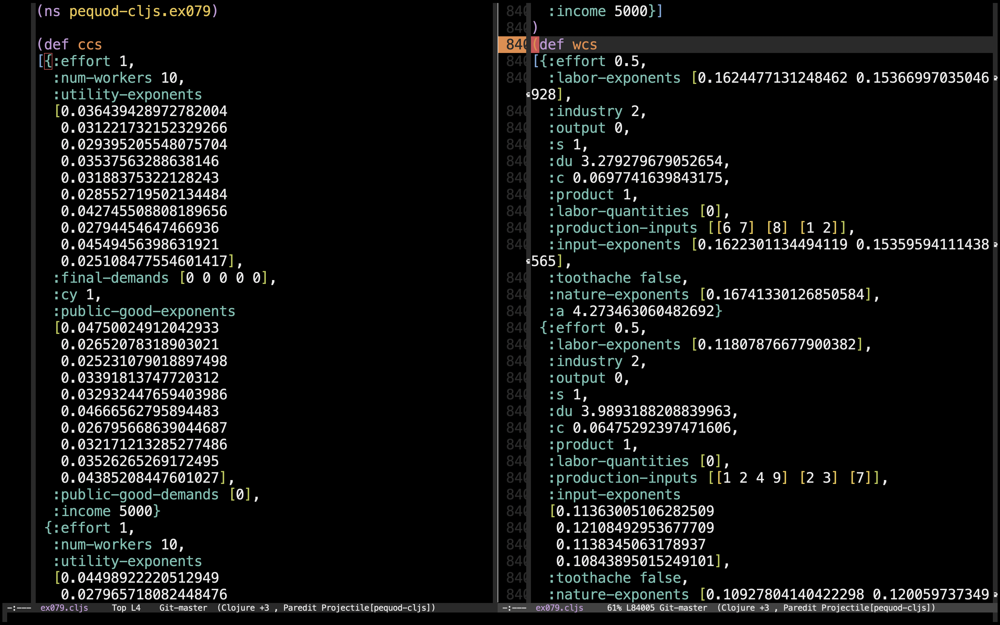 (ns pequod-cljs.ex079)
(def ccs
[{:effort 1,
:num-workers 10,
:utility-exponents
[0.036439428972782004
0.031221732152329266
0.029395205548075704
0.03537563288638146
0.03188375322128243
0.028552719502134484
0.042745508808189656
0.02794454647466936
0.04549456398631921
0.025108477554601417],
:final-demands [0 0 0 0 0],
:cy 1,
:public-good-exponents
[0.04750024912042933
0.02652078318903021
0.025231079018897498
0.03391813747720312
0.032932447659403986
0.04666562795894483
0.026795668639044687
0.032171213285277486
0.03526265269172495
0.04385208447601027],
:public-good-demands [0],
:income 5000}
{:effort 1,
:num-workers 10,
:utility-exponents
[0.04498922220512949
0.027965718082448476
-:--- ex079.cljs Top L4 Git-master (Clojure +3 , Paredit Projectile[pequod-cljs])
840 :income 5000}]
840 )
840 (def wcs
840 [{:effort 0.5,
840 :labor-exponents [0.1624477131248462 0.15366997035046
928],
840 :industry 2,
840 :output 0,
840 :s 1,
840 :du 3.279279679052654,
840 :c 0.0697741639843175,
840 :product 1,
840 :labor-quantities [0],
840 :production-inputs [[6 7] [8] [1 2]],
840 :input-exponents [0.1622301134494119 0.15359594111438
565],
840 :toothache false,
840 :nature-exponents [0.16741330126850584],
840 :a 4.273463060482692}
840 {:effort 0.5,
840 :labor-exponents [0.11807876677900382],
840 :industry 2,
840 :output 0,
840 :s 1,
840 :du 3.9893188208839963,
840 :c 0.06475292397471606,
840 :product 1,
840 :labor-quantities [0],
840 :production-inputs [[1 2 4 9] [2 3] [7]],
840 :input-exponents
840 [0.11363005106282509
840 0.12108492953677709
840 0.1138345063178937
840 0.10843895015249101],
840 :toothache false,
840 :nature-exponents [0.10927804140422298 0.120059737349
-:--- ex079.cljs 61% L84005 Git-master (Clojure +3 , Paredit Projectile[pequod-cljs])